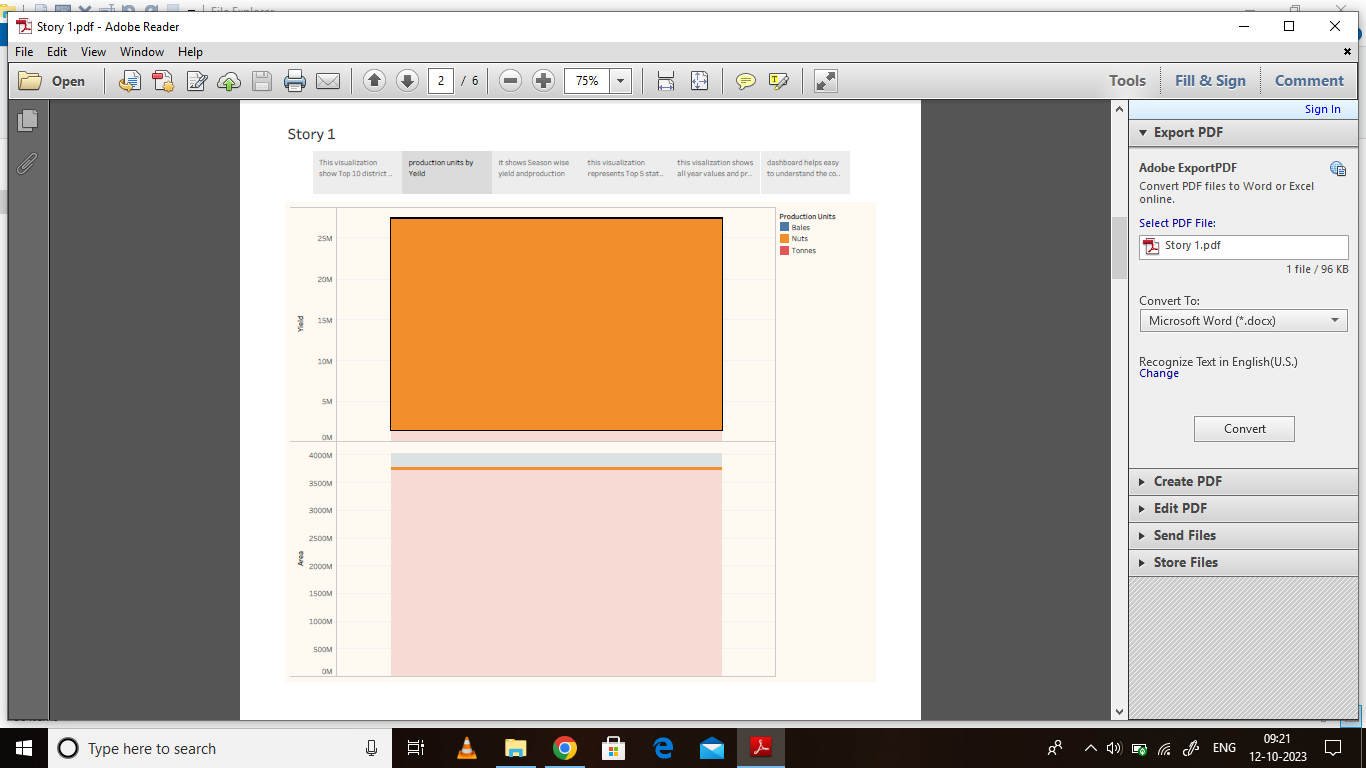 File Explorer
Story 1.pdf - Adobe Reader
File Edit View Window Help
Open 2 / 6 75% Tools Fill & Sign Comment
Sign In
Export PDF
Adobe ExportPDF
Convert PDF files to Word or Excel
online.
Select PDF File:
Story 1.pdf
1 file / 96 KB
Convert To:
Microsoft Word (*.docx)
Recognize Text in English(U.S.)
Change
Convert
Create PDF
Edit PDF
Send Files
Store Files
Story 1
This visualization
show Top 10 district ..
production units by
Yeild
it shows Season wise
yield andproduction
this visualization
represents Top 5 stat..
this visalization shows
all year values and pr..
dashboard helps easy
to understand the co..
Production Units
Bales
Nuts
Tonnes
Yield
25M
20M
15M
10M
5M
0M
Area
4000M
3500M
3000M
2500M
2000M
1500M
1000M
500M
0M
Type here to search
ENG
09:21
12-10-2023